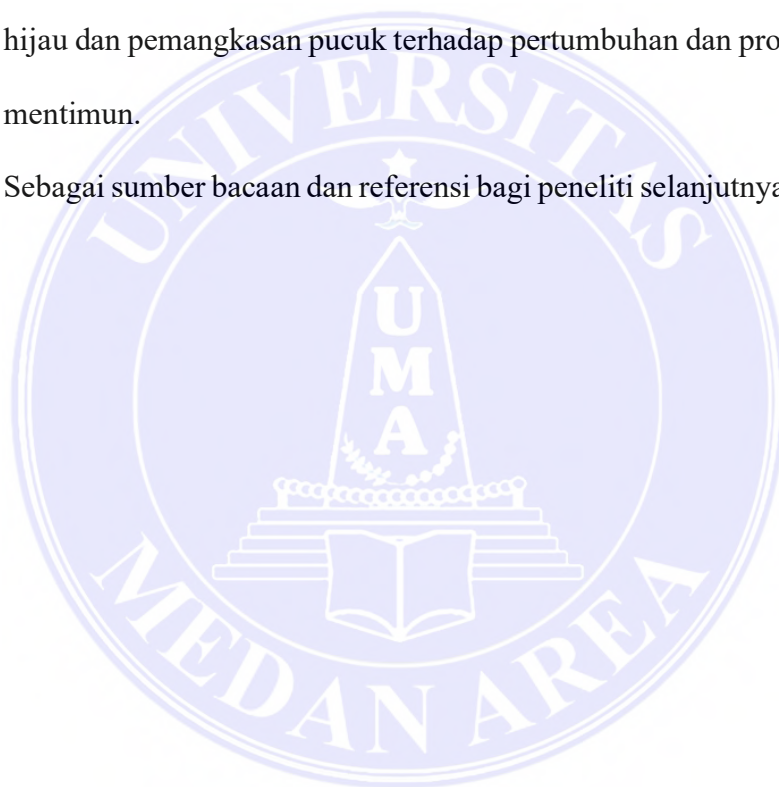 hijau dan pemangkasan pucuk terhadap pertumbuhan dan pro
mentimun.
Sebagai sumber bacaan dan referensi bagi peneliti selanjutnya
UNIVERSITAS
UMA
MEDAN AREA